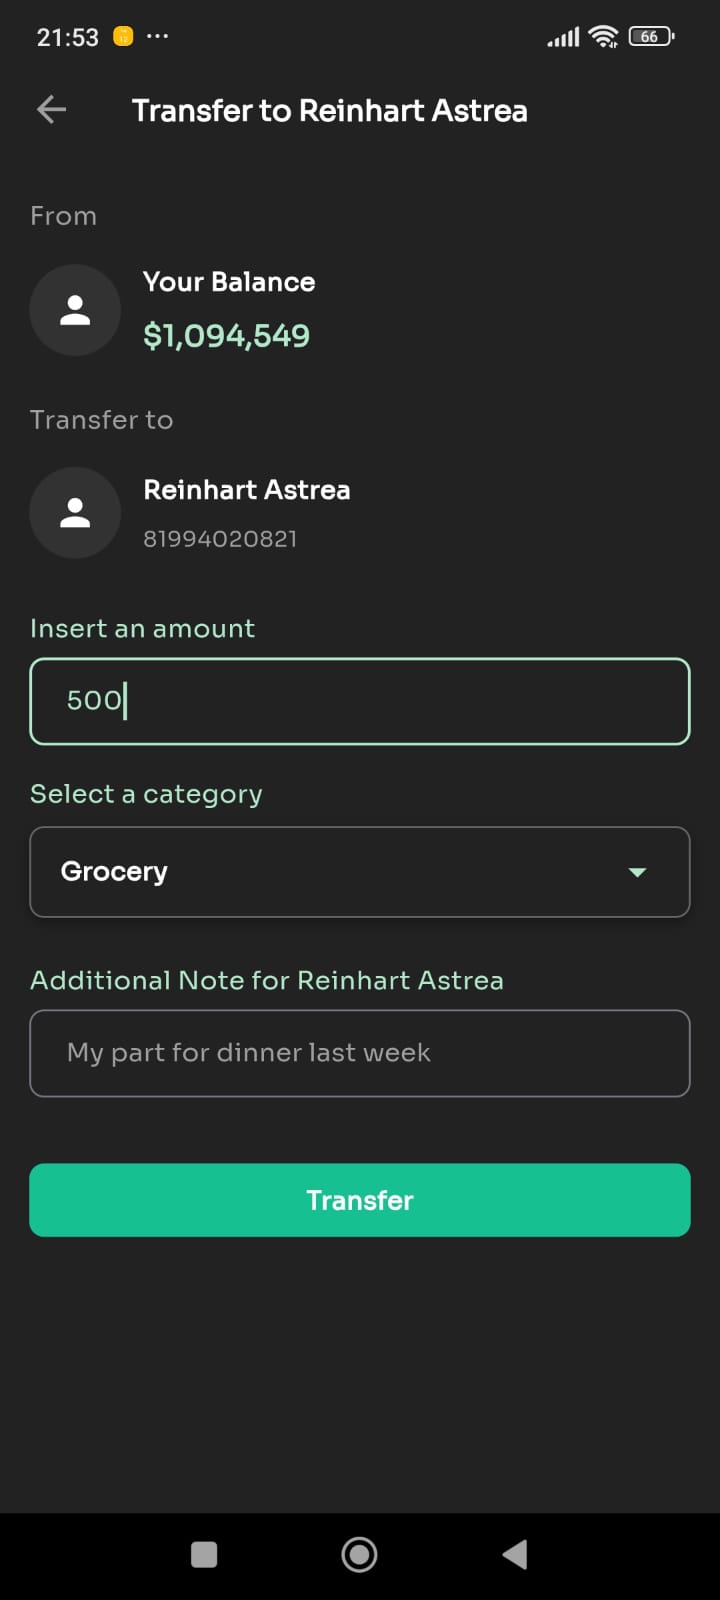 21:53
66
Transfer to Reinhart Astrea
From
Your Balance
$1,094,549
Transfer to
Reinhart Astrea
81994020821
Insert an amount
500
Select a category
Grocery
Additional Note for Reinhart Astrea
My part for dinner last week
Transfer